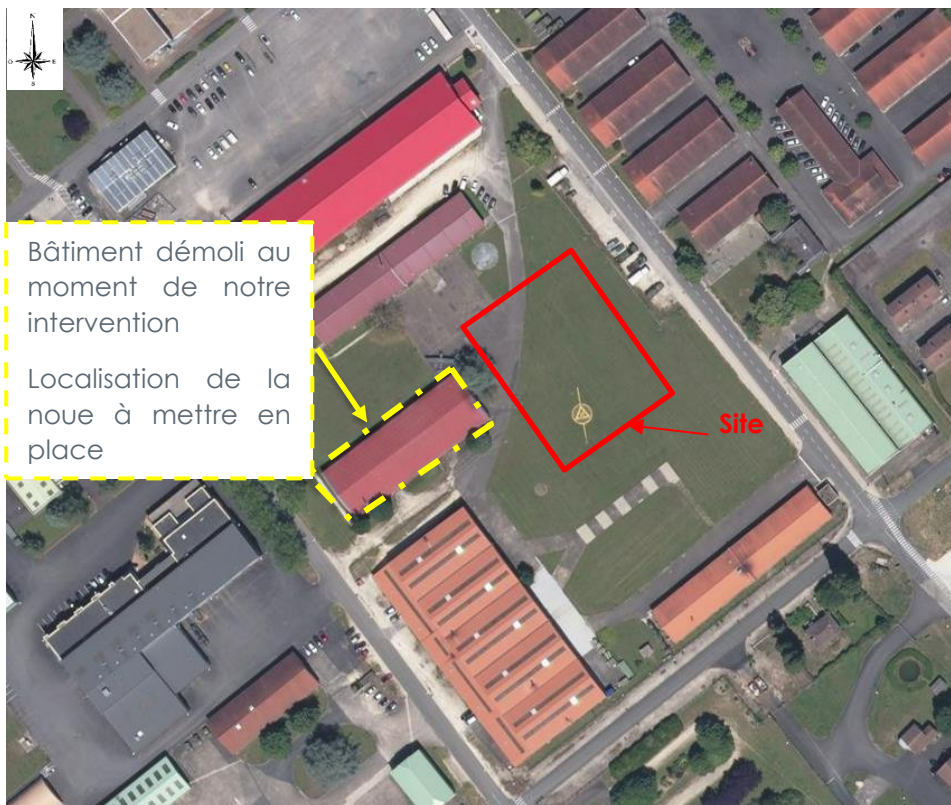 N
O E
S
Bâtiment démoli au
moment de notre
intervention
Localisation de la
noue à mettre en
place
Site